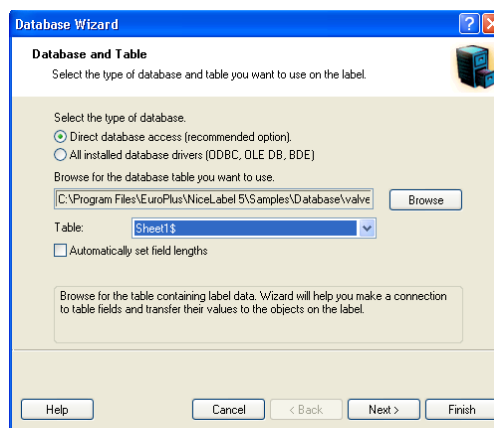 Database Wizard
Database and Table
Select the type of database and table you want to use on the label.
Select the type of database.
Direct database access (recommended option).
All installed database drivers (ODBC, OLE DB, BDE)
Browse for the database table you want to use.
C:\Program Files\EuroPlus\NiceLabel 5\Samples\Database\valve
Browse
Table:
Sheet1$
Automatically set field lengths
Browse for the table containing label data. Wizard will help you make a connection
to table fields and transfer their values to the objects on the label.
Help
Cancel
< Back
Next >
Finish